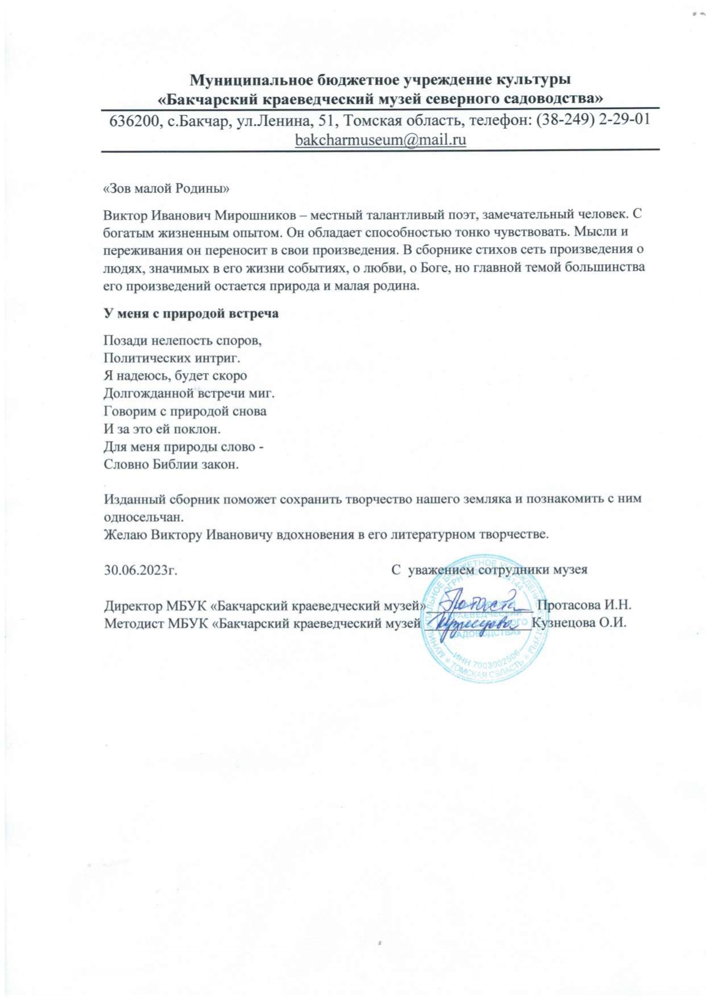 Муниципальное бюджетное учреждение культуры
«Бакчарский краеведческий музей северного садоводства»
636200, с.Бакчар, ул.Ленина, 51, Томская область, телефон: (38-249) 2-29-01
bakcharmuseum@mail.ru
«Зов малой Родины»
Виктор Иванович Мирошников – местный талантливый поэт, замечательный человек. С
богатым жизненным опытом. Он обладает способностью тонко чувствовать. Мысли и
переживания он переносит в свои произведения. В сборнике стихов сеть произведения о
людях, значимых в его жизни событиях, о любви, о Боге, но главной темой большинства
его произведений остается природа и малая родина.
У меня с природой встреча
Позади нелепость споров,
Политических интриг.
Я надеюсь, будет скоро
Долгожданной встречи миг.
Говорим с природой снова
И за это ей поклон.
Для меня природы слово -
Словно Библии закон.
Изданный сборник поможет сохранить творчество нашего земляка и познакомить с ним
односельчан.
Желаю Виктору Ивановичу вдохновения в его литературном творчестве.
30.06.2023г. С уважением сотрудники музея
Директор МБУК «Бакчарский краеведческий музей» Протасова И.Н.
Методист МБУК «Бакчарский краеведческий музей Кузнецова О.И.
МУНИЦИПАЛЬНОЕ БЮДЖЕТНОЕ УЧРЕЖДЕНИЕ КУЛЬТУРЫ * ТОМСКАЯ ОБЛАСТЬ *
ОГРН
КРАЕВЕДЧЕСКИЙ
САДОВОДСТВА»
ИНН 7003002506